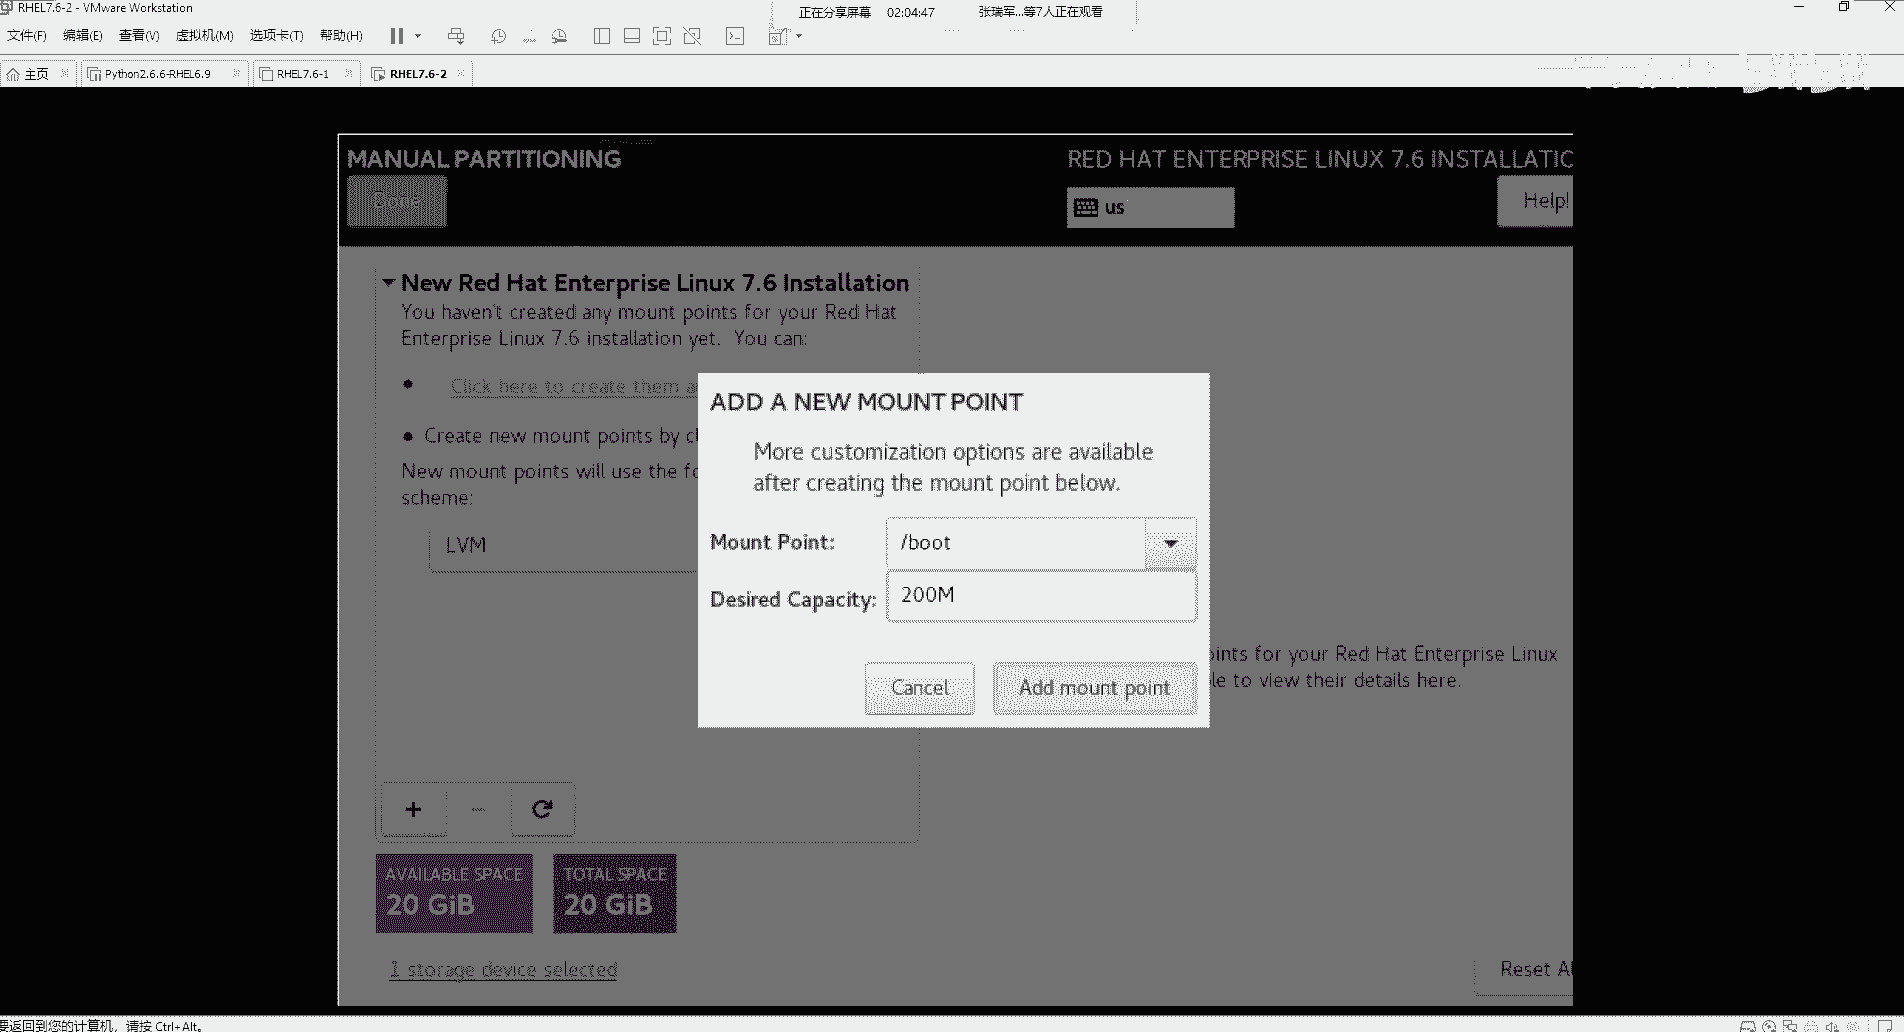 RHEL7.6-2 - VMware Workstation
正在分享屏幕 02:04:47 张瑞军...等7人正在观看
文件(F) 编辑(E) 查看(V) 虚拟机(M) 选项卡(T) 帮助(H)
主页 Python2.6.6-RHEL6.9 RHEL7.6-1 RHEL7.6-2
MANUAL PARTITIONING
RED HAT ENTERPRISE LINUX 7.6 INSTALLATIO
Done
us
Help!
New Red Hat Enterprise Linux 7.6 Installation
You haven't created any mount points for your Red Hat
Enterprise Linux 7.6 installation yet. You can:
Click here to create them a
Create new mount points by cl
New mount points will use the fo
scheme:
LVM
ADD A NEW MOUNT POINT
More customization options are available
after creating the mount point below.
Mount Point: /boot
Desired Capacity: 200M
Cancel Add mount point
ints for your Red Hat Enterprise Linux
le to view their details here.
AVAILABLE SPACE
20 GiB
TOTAL SPACE
20 GiB
1 storage device selected
Reset Al
要返回到您的计算机，请按 Ctrl+Alt。